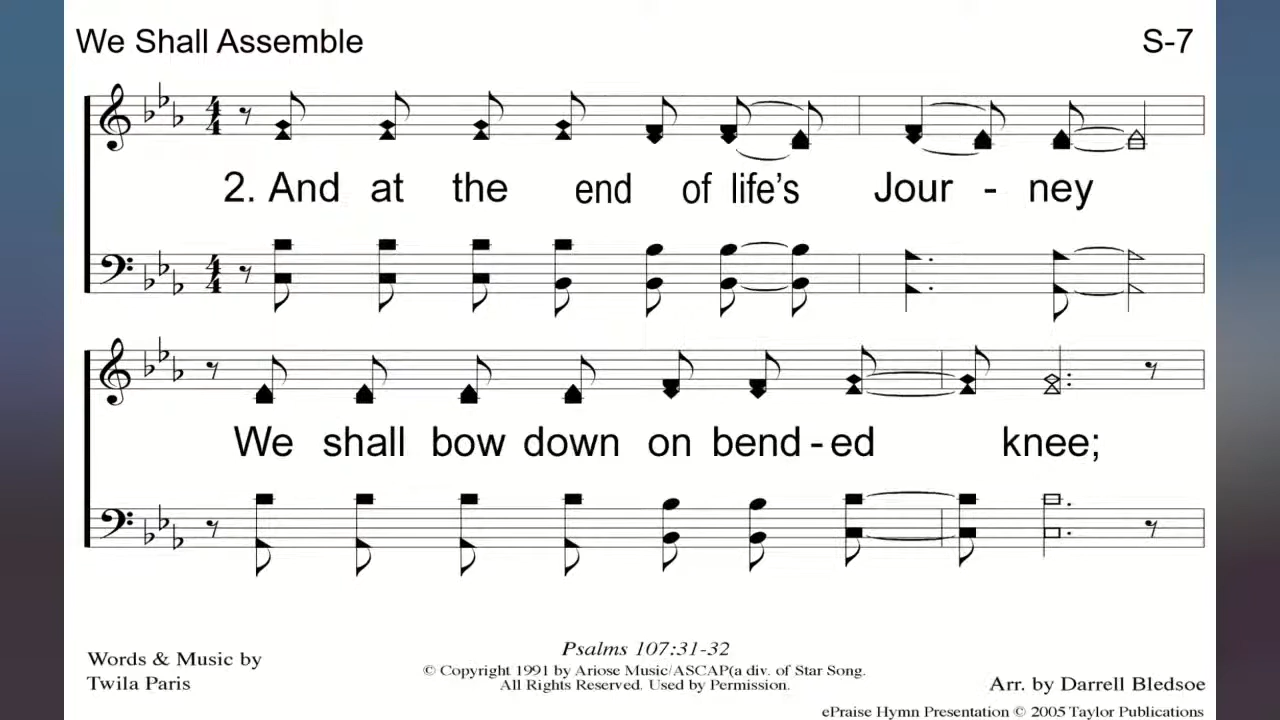 We Shall Assemble S-7
2. And at the end of life's Jour - ney
We shall bow down on bend - ed knee;
Psalms 107:31-32
Words & Music by
Twila Paris
© Copyright 1991 by Ariose Music/ASCAP(a div. of Star Song.
All Rights Reserved. Used by Permission.
Arr. by Darrell Bledsoe
ePraise Hymn Presentation © 2005 Taylor Publications